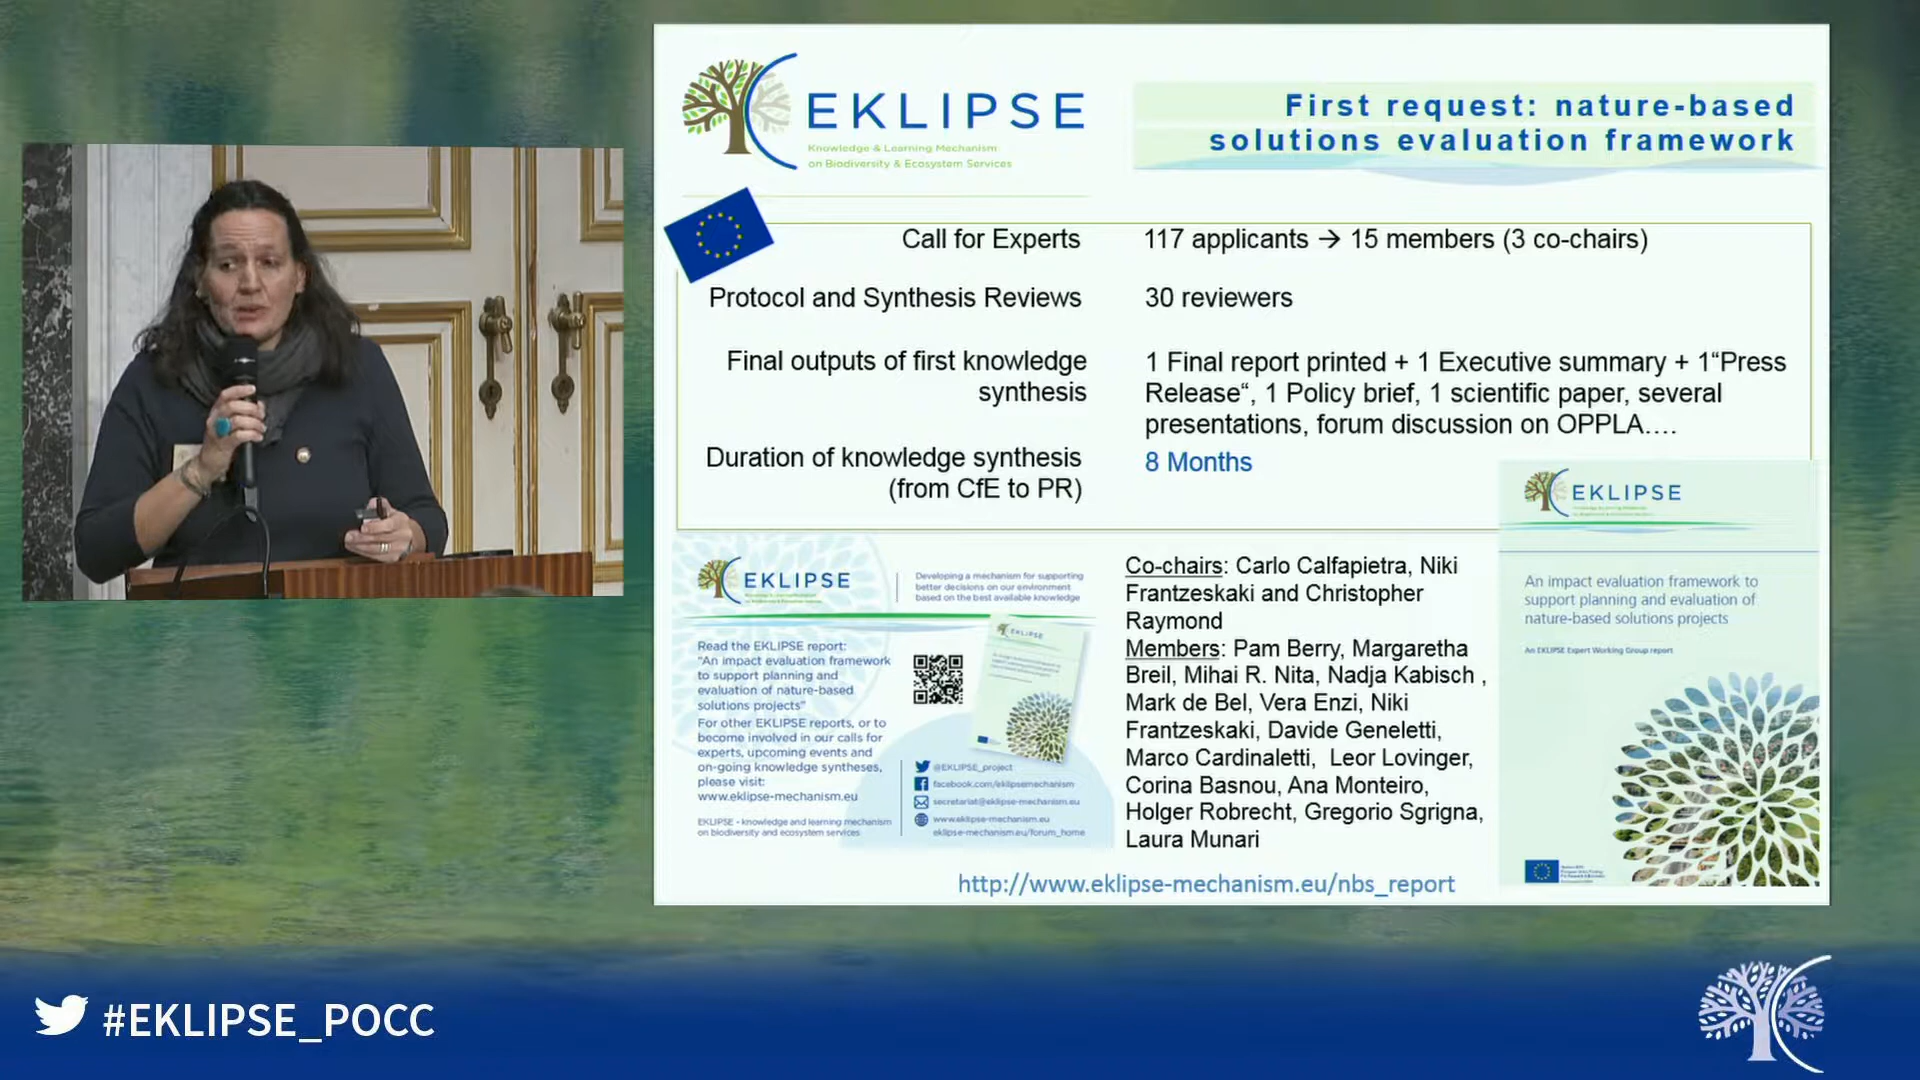 EKLIPSE
Knowledge & Learning Mechanism
on Biodiversity & Ecosystem Services
First request: nature-based
solutions evaluation framework
Call for Experts
117 applicants → 15 members (3 co-chairs)
Protocol and Synthesis Reviews
30 reviewers
Final outputs of first knowledge
synthesis
1 Final report printed + 1 Executive summary + 1“Press
Release“, 1 Policy brief, 1 scientific paper, several
presentations, forum discussion on OPPLA....
Duration of knowledge synthesis
(from CfE to PR)
8 Months
EKLIPSE
Developing a mechanism for supporting
better decisions on our environment
based on the best available knowledge
Read the EKLIPSE report:
“An impact evaluation framework
to support planning and
evaluation of nature-based
solutions projects”
For other EKLIPSE reports, or to
become involved in our calls for
experts, upcoming events and
on-going knowledge syntheses,
please visit:
www.eklipse-mechanism.eu
EKLIPSE - knowledge and learning mechanism
on biodiversity and ecosystem services
EKLIPSE
@EKLIPSE_project
facebook.com/eklipsemechanism
secretariat@eklipse-mechanism.eu
www.eklipse-mechanism.eu
eklipse-mechanism.eu/forum_home
Co-chairs: Carlo Calfapietra, Niki
Frantzeskaki and Christopher
Raymond
Members: Pam Berry, Margaretha
Breil, Mihai R. Nita, Nadja Kabisch ,
Mark de Bel, Vera Enzi, Niki
Frantzeskaki, Davide Geneletti,
Marco Cardinaletti, Leor Lovinger,
Corina Basnou, Ana Monteiro,
Holger Robrecht, Gregorio Sgrigna,
Laura Munari
EKLIPSE
An impact evaluation framework to
support planning and evaluation of
nature-based solutions projects
An EKLIPSE Expert Working Group report
http://www.eklipse-mechanism.eu/nbs_report
#EKLIPSE_POCC